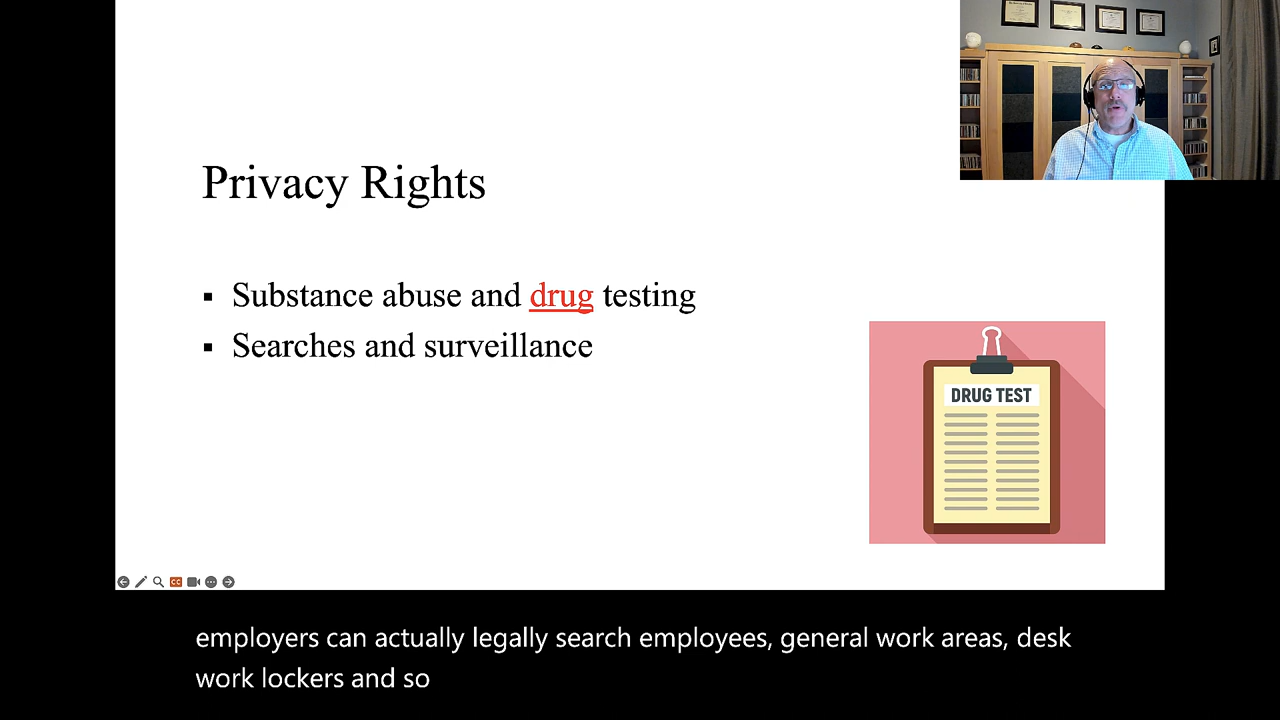 Privacy Rights
▪ Substance abuse and drug testing
▪ Searches and surveillance
DRUG TEST
CC
employers can actually legally search employees, general work areas, desk
work lockers and so